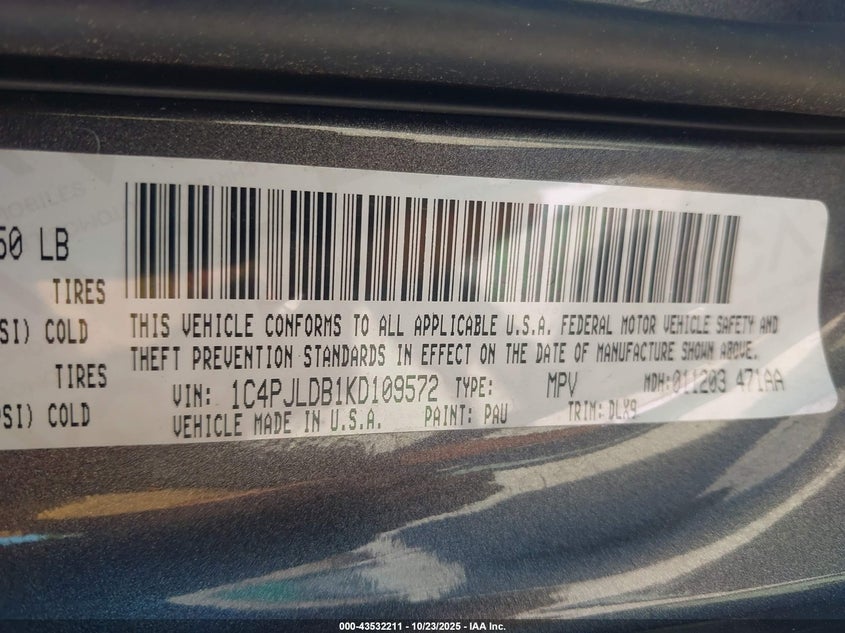 50 LB
TIRES
SI) COLD
TIRES
PSI) COLD
THIS VEHICLE CONFORMS TO ALL APPLICABLE U.S.A. FEDERAL MOTOR VEHICLE SAFETY AND
THEFT PREVENTION STANDARDS IN EFFECT ON THE DATE OF MANUFACTURE SHOWN ABOVE.
VIN: 1C4PJLDB1KD109572 TYPE: MPV MDH:011203 471AA
VEHICLE MADE IN U.S.A. PAINT: PAU TRIM: DLX9
000-43532211 - 10/23/2025 - IAA Inc.